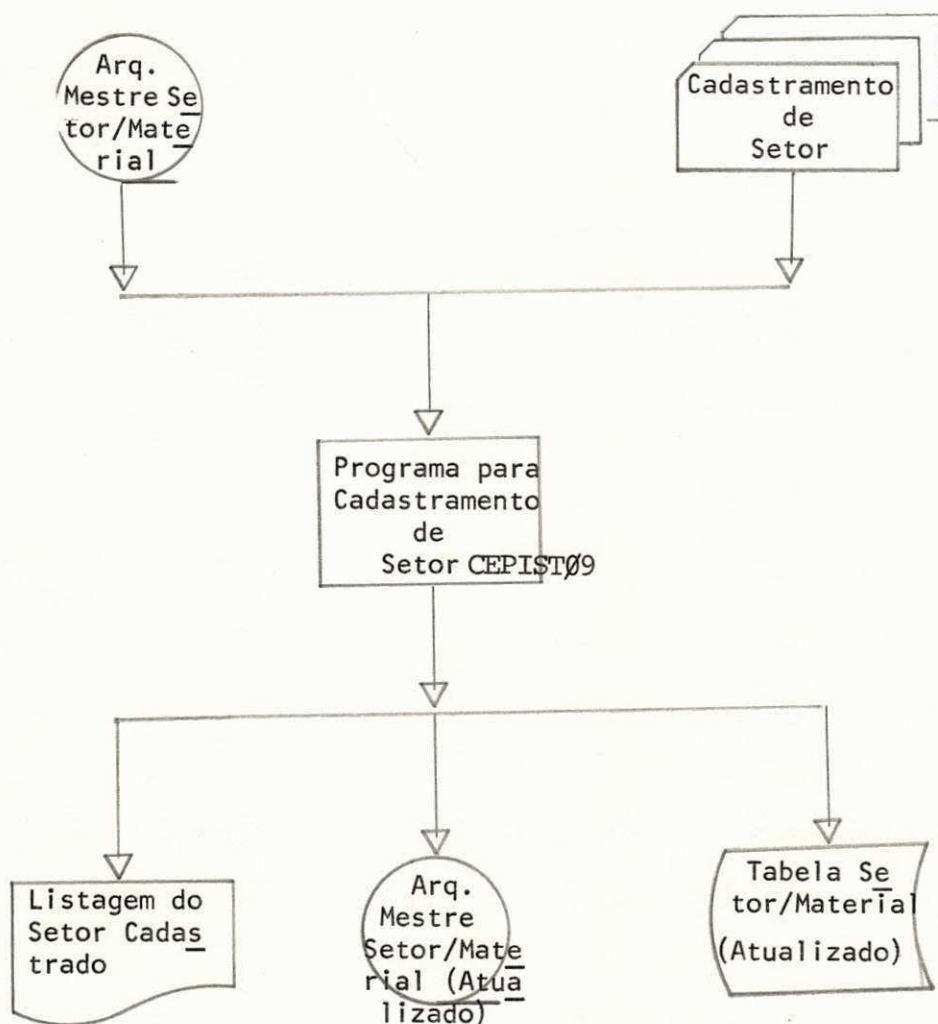 Arq.
Mestre Se
tor/Mate
rial
Cadastramento
de
Setor
Programa para
Cadastramento
de
Setor CEPISTØ9
Listagem do
Setor Cadas
trado
Arq.
Mestre
Setor/Mate
rial (Atua
lizado)
Tabela Se
tor/Material
(Atualizado)